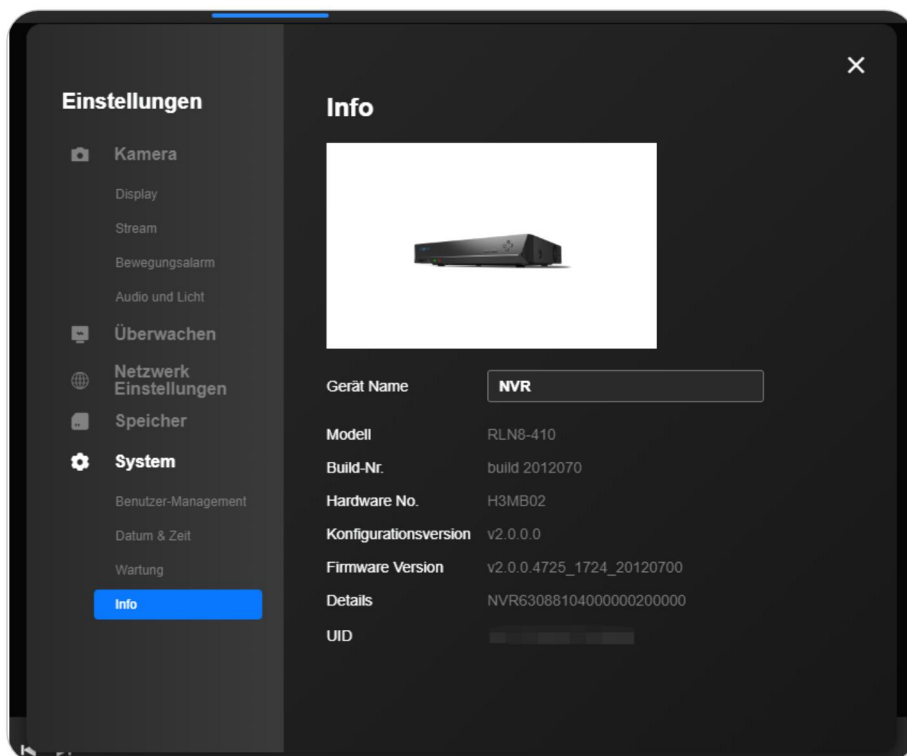 Einstellungen
Kamera
Display
Stream
Bewegungsalarm
Audio und Licht
Überwachen
Netzwerk
Einstellungen
Speicher
System
Benutzer-Management
Datum & Zeit
Wartung
Info
Info
Gerät Name NVR
Modell RLN8-410
Build-Nr. build 2012070
Hardware No. H3MB02
Konfigurationsversion v2.0.0.0
Firmware Version v2.0.0.4725_1724_20120700
Details NVR63088104000000200000
UID